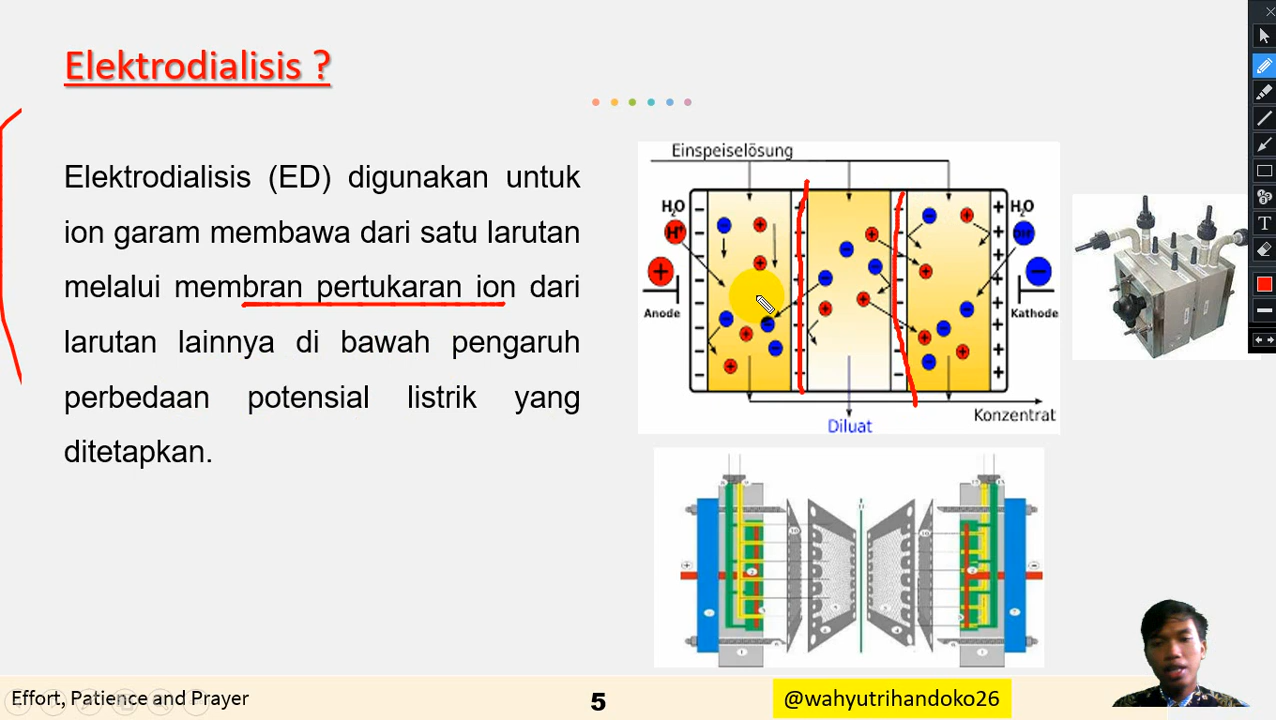 Elektrodialisis ?
Elektrodialisis (ED) digunakan untuk
ion garam membawa dari satu larutan
melalui membran pertukaran ion dari
larutan lainnya di bawah pengaruh
perbedaan potensial listrik yang
ditetapkan.
Einspeiselösung
H₂O
H₂O
H⁺
OH⁻
Anode
Kathode
Konzentrat
Diluat
Effort, Patience and Prayer
5
@wahyutrihandoko26